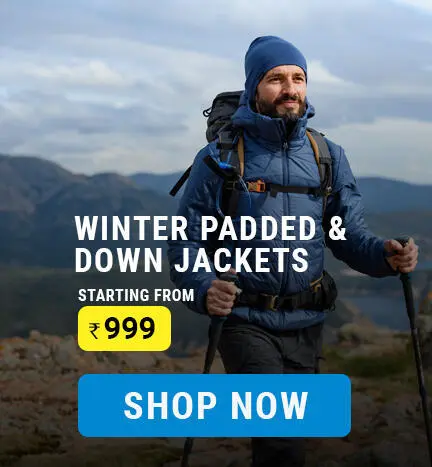 WINTER PADDED &
DOWN JACKETS
STARTING FROM
₹999
SHOP NOW